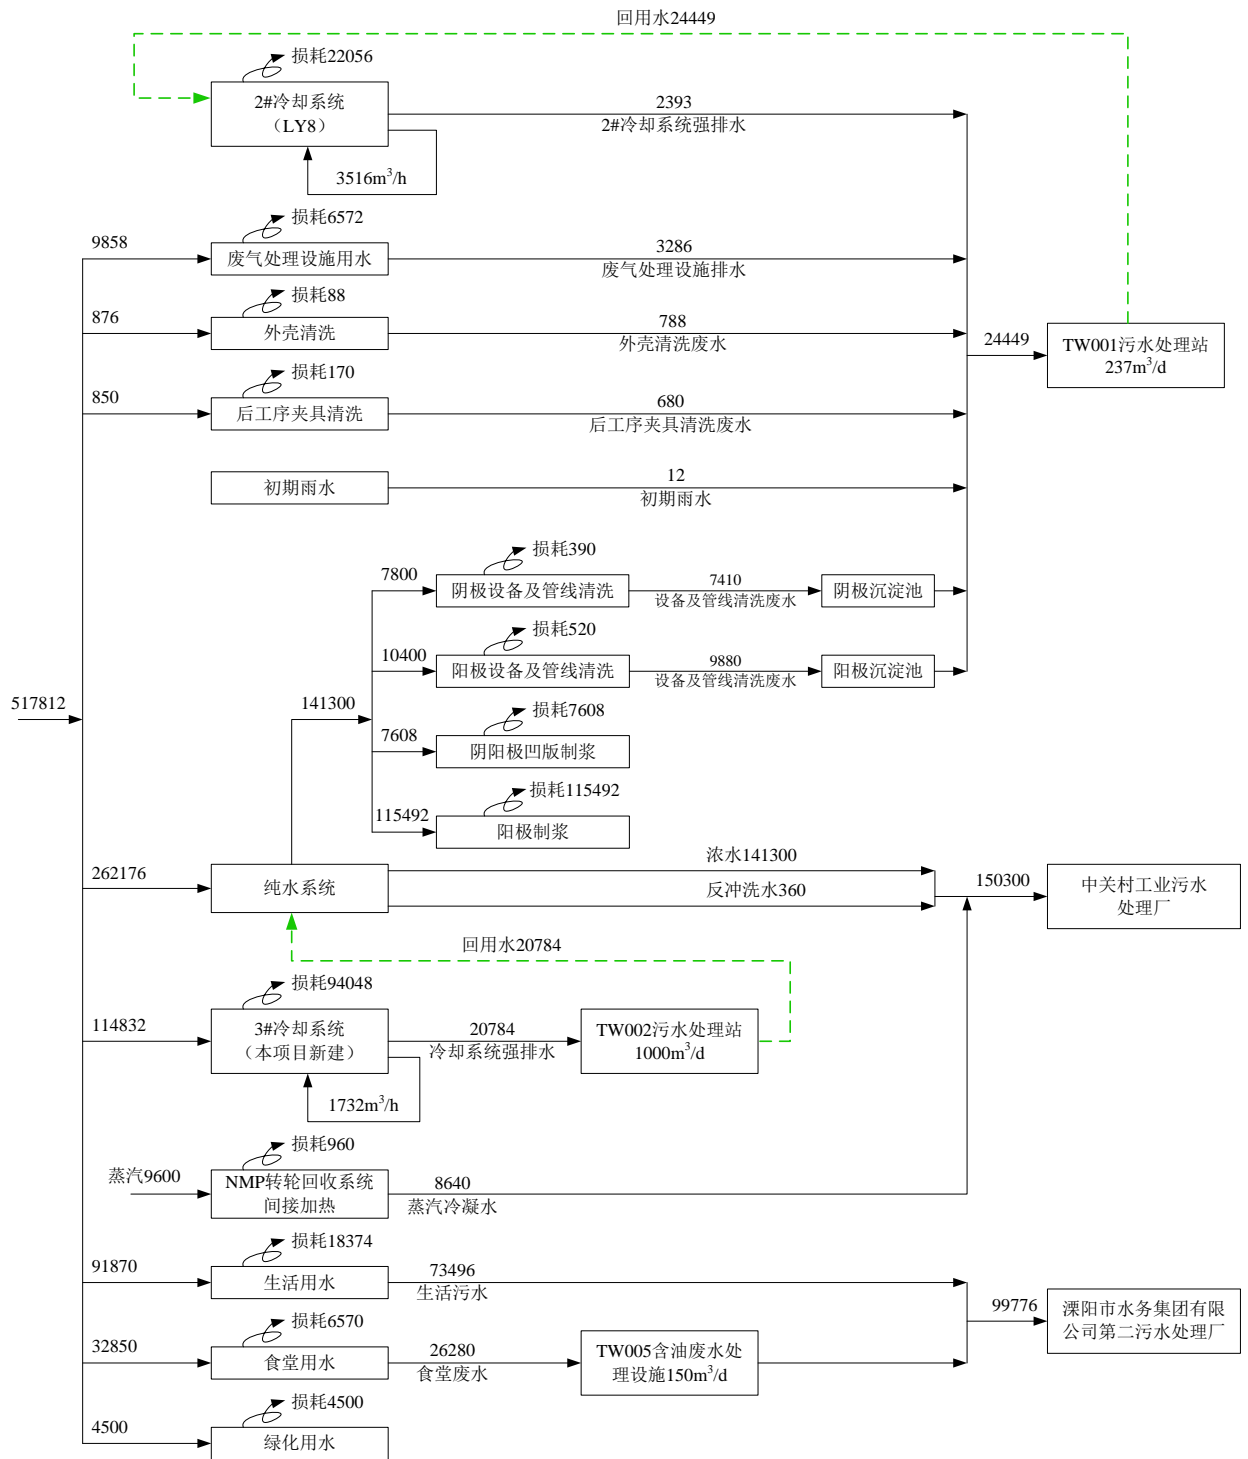 回用水24449
损耗22056
2#冷却系统
（LY8）
2393
2#冷却系统强排水
3516m³/h
损耗6572
9858
废气处理设施用水
3286
废气处理设施排水
损耗88
876
外壳清洗
788
外壳清洗废水
24449
TW001污水处理站
237m³/d
损耗170
850
后工序夹具清洗
680
后工序夹具清洗废水
初期雨水
12
初期雨水
损耗390
7800
阴极设备及管线清洗
7410
设备及管线清洗废水
阴极沉淀池
损耗520
10400
阳极设备及管线清洗
9880
设备及管线清洗废水
阳极沉淀池
517812
141300
损耗7608
7608
阴阳极凹版制浆
损耗115492
115492
阳极制浆
262176
纯水系统
浓水141300
反冲洗水360
150300
中关村工业污水
处理厂
回用水20784
损耗94048
114832
3#冷却系统
（本项目新建）
20784
冷却系统强排水
TW002污水处理站
1000m³/d
1732m³/h
损耗960
蒸汽9600
NMP转轮回收系统
间接加热
8640
蒸汽冷凝水
损耗18374
91870
生活用水
73496
生活污水
99776
溧阳市水务集团有限
公司第二污水处理厂
损耗6570
32850
食堂用水
26280
食堂废水
TW005含油废水处
理设施150m³/d
损耗4500
4500
绿化用水